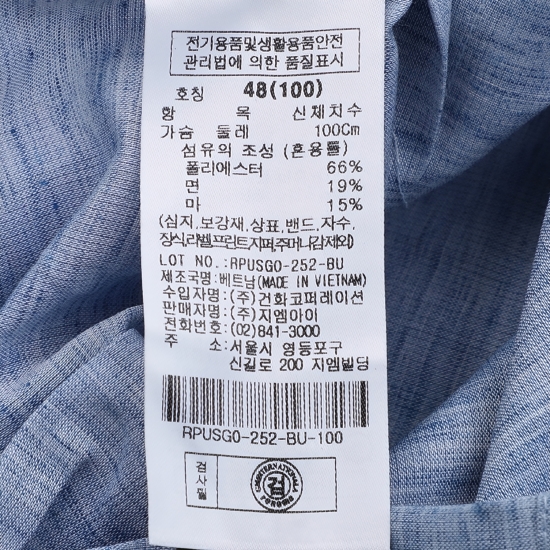 전기용품및생활용품안전
관리법에 의한 품질표시
호칭 48(100)
항 목 신체치수
가슴 둘레 100Cm
섬유의 조성 (혼용률)
폴리에스터 66%
면 19%
마 15%
(심지,보강재,상표,밴드,자수,
장식,라벨,프린트,지퍼,주머니감제외)
LOT NO.:RPUSG0-252-BU
제조국명:베트남(MADE IN VIETNAM)
수입자명:(주)건화코퍼레이션
판매자명:(주)지엠아이
전화번호:(02)841-3000
주 소:서울시 영등포구
신길로 200 지엠빌딩
RPUSG0-252-BU-100
검사필
검
INTERNATIONAL